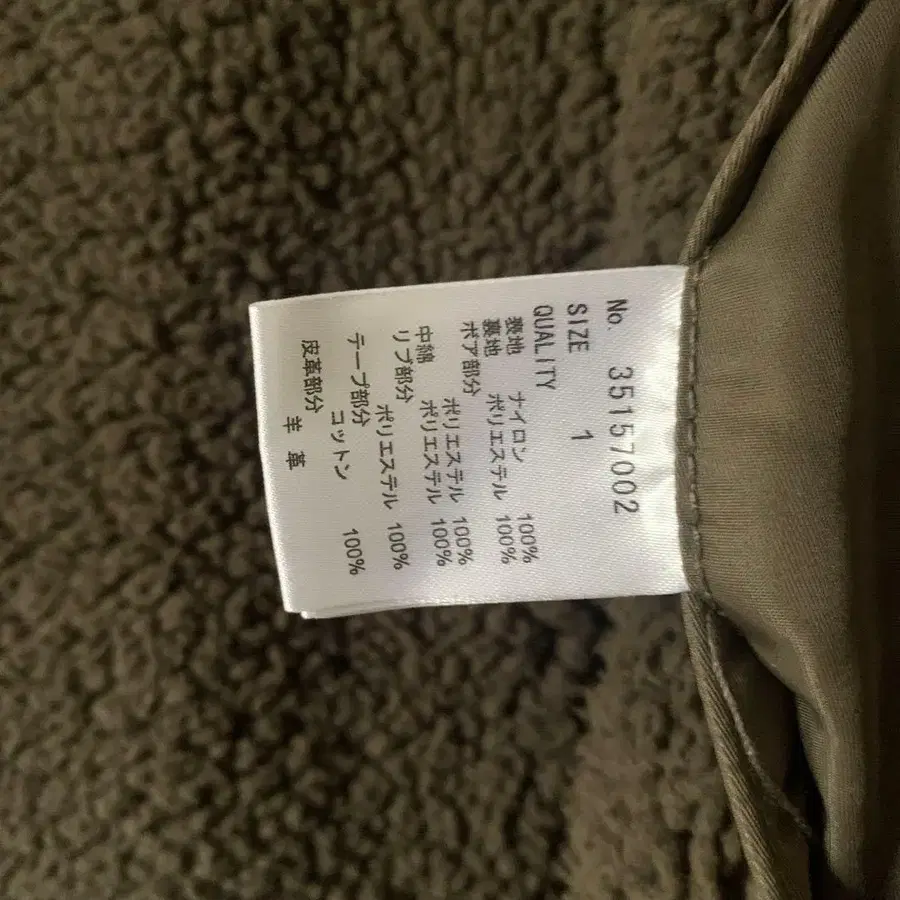 No. 35157002
SIZE 1
QUALITY
表地 ナイロン 100%
裏地 ポリエステル 100%
ボア部分
ポリエステル 100%
中綿 ポリエステル 100%
リブ部分
ポリエステル 100%
テープ部分
コットン 100%
皮革部分
羊 革